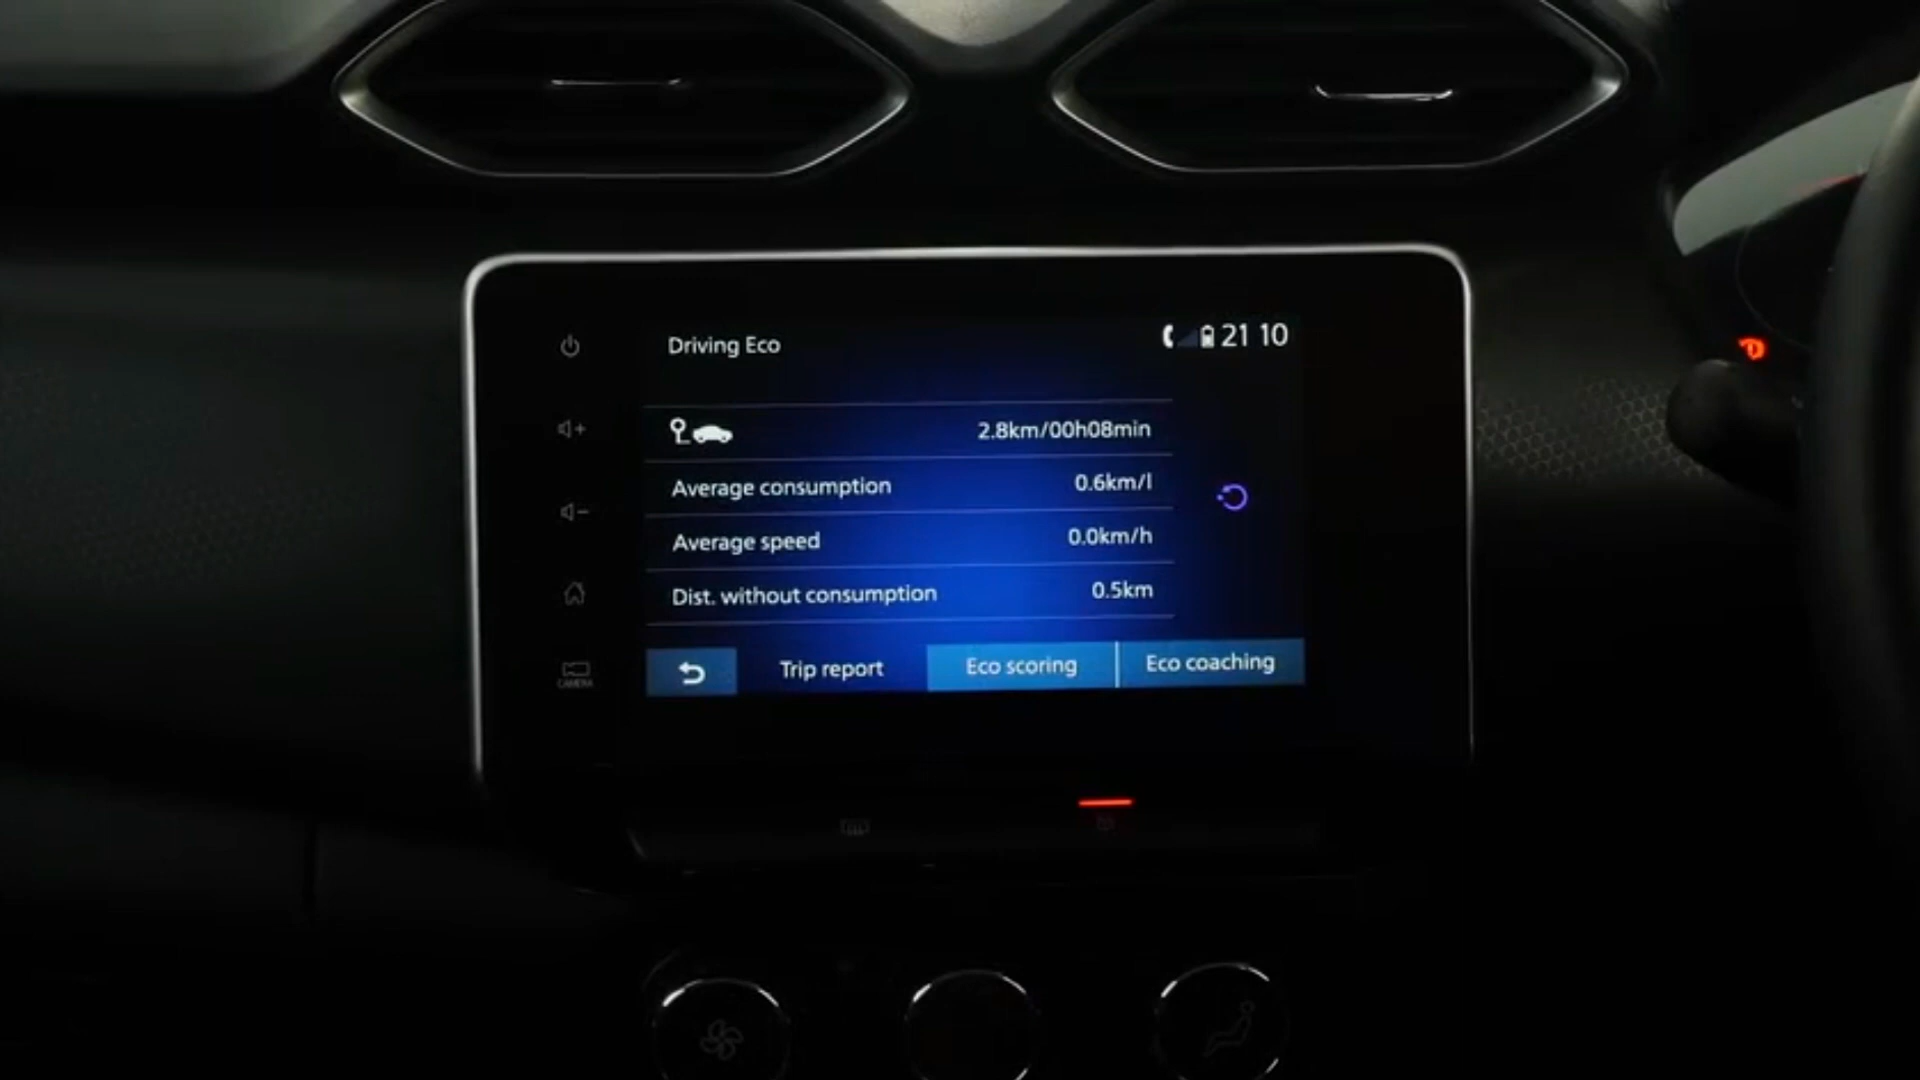 Driving Eco
21 10
2.8km/00h08min
Average consumption 0.6km/l
Average speed 0.0km/h
Dist. without consumption 0.5km
Trip report Eco scoring Eco coaching
CAMERA